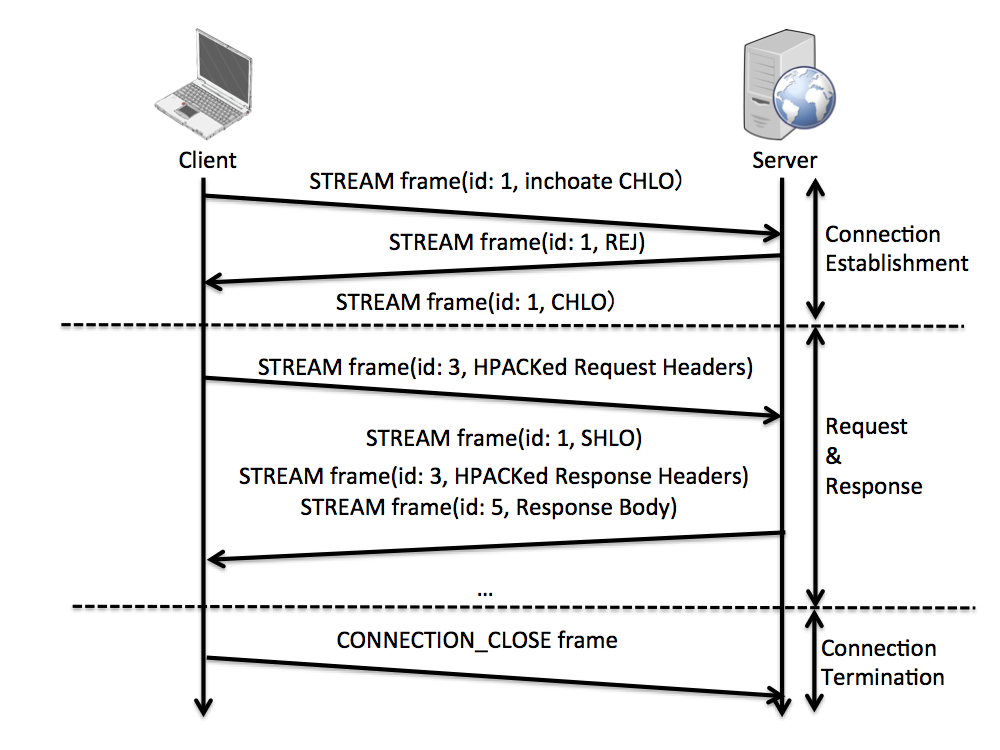 Client
Server
STREAM frame(id: 1, inchoate CHLO）
STREAM frame(id: 1, REJ)
Connection
Establishment
STREAM frame(id: 1, CHLO）
STREAM frame(id: 3, HPACKed Request Headers)
STREAM frame(id: 1, SHLO)
STREAM frame(id: 3, HPACKed Response Headers)
STREAM frame(id: 5, Response Body)
Request
&
Response
...
CONNECTION_CLOSE frame
Connection
Termination